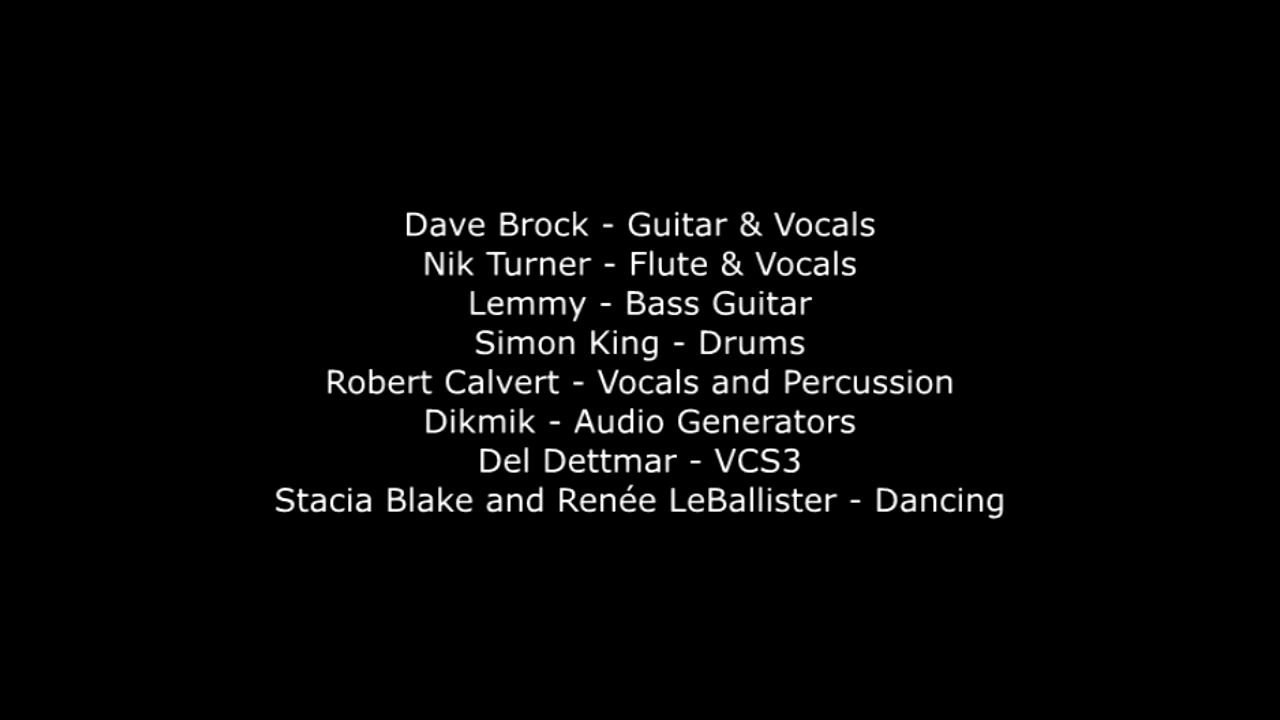 Dave Brock - Guitar & Vocals
Nik Turner - Flute & Vocals
Lemmy - Bass Guitar
Simon King - Drums
Robert Calvert - Vocals and Percussion
Dikmik - Audio Generators
Del Dettmar - VCS3
Stacia Blake and Renée LeBallister - Dancing